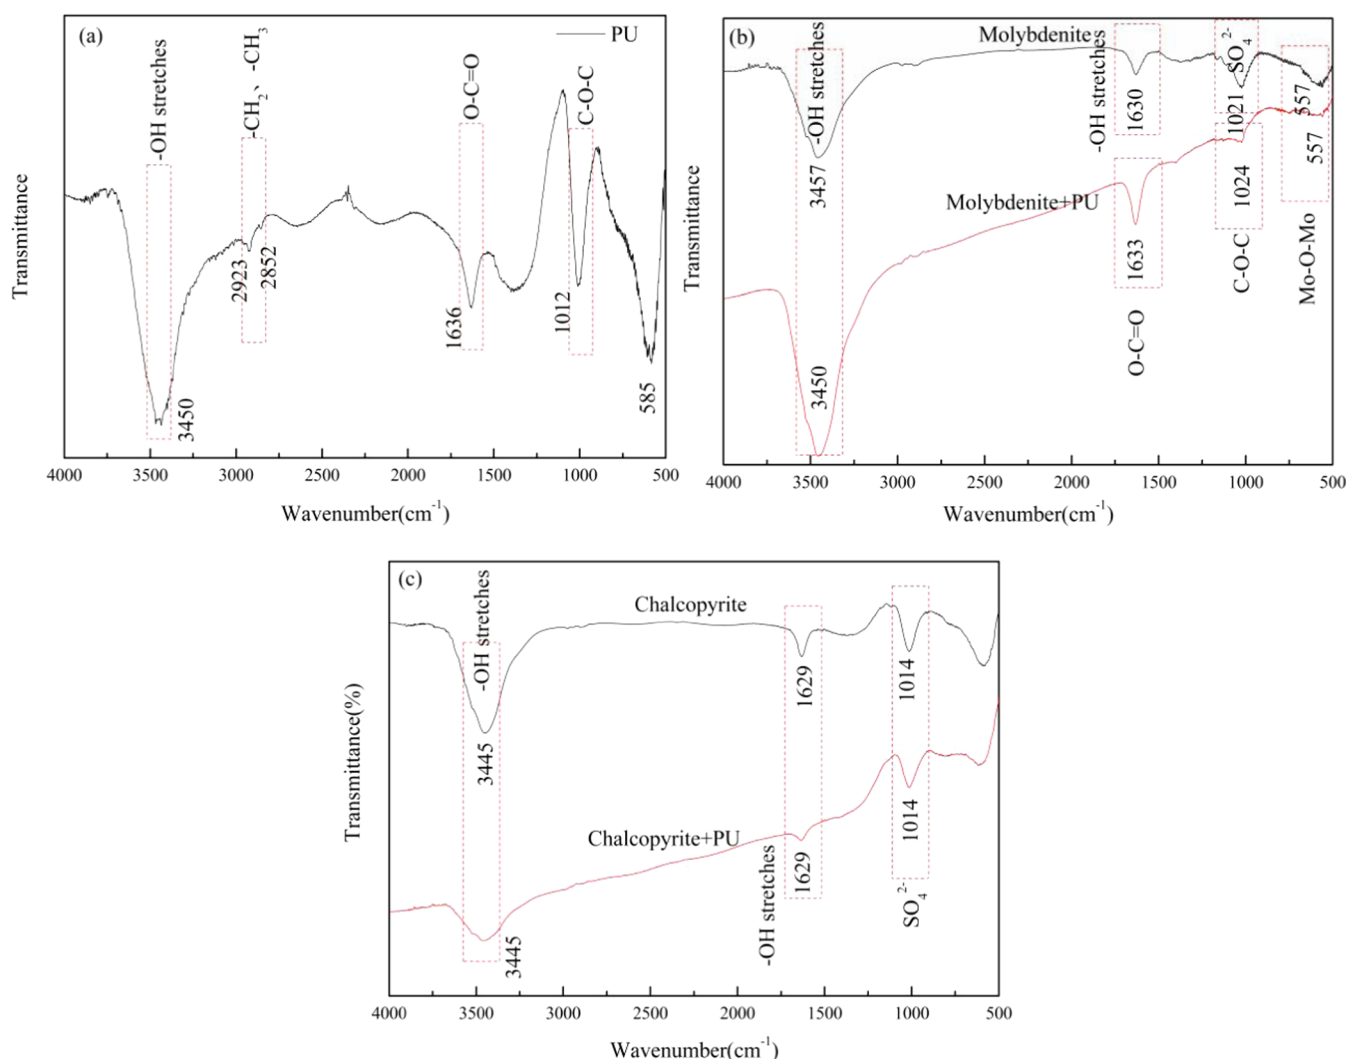 (a)
PU
-OH stretches
-CH₂、-CH₃
O-C=O
C-O-C
2923
2852
3450
1636
1012
585
Transmittance
4000 3500 3000 2500 2000 1500 1000 500
Wavenumber(cm⁻¹)
(b)
Molybdenite
-OH stretches
-OH stretches
SO₄²⁻
3457
1630
1021
557
Molybdenite+PU
3450
1633
1024
557
O-C=O
C-O-C
Mo-O-Mo
Transmittance
4000 3500 3000 2500 2000 1500 1000 500
Wavenumber(cm⁻¹)
(c)
-OH stretches
Chalcopyrite
3445
1629
1014
Chalcopyrite+PU
3445
-OH stretches
1629
1014
SO₄²⁻
Transmittance(%)
4000 3500 3000 2500 2000 1500 1000 500
Wavenumber(cm⁻¹)